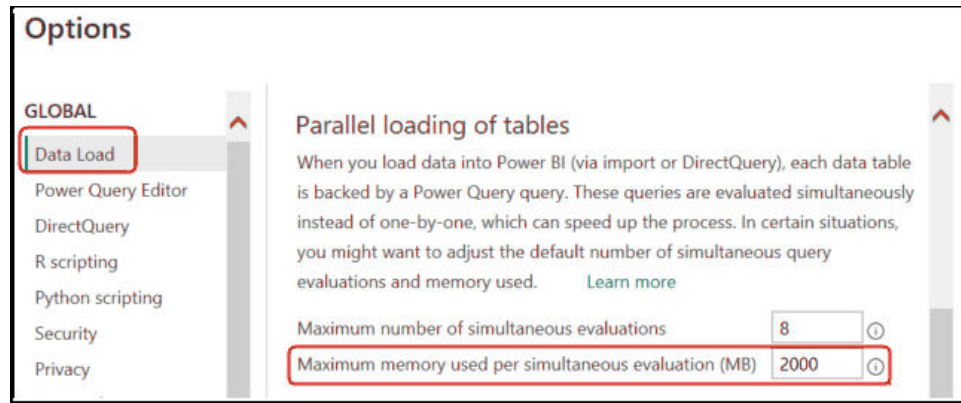 Options
GLOBAL
Data Load
Power Query Editor
DirectQuery
R scripting
Python scripting
Security
Privacy
Parallel loading of tables
When you load data into Power BI (via import or DirectQuery), each data table
is backed by a Power Query query. These queries are evaluated simultaneously
instead of one-by-one, which can speed up the process. In certain situations,
you might want to adjust the default number of simultaneous query
evaluations and memory used. Learn more
Maximum number of simultaneous evaluations 8
Maximum memory used per simultaneous evaluation (MB) 2000